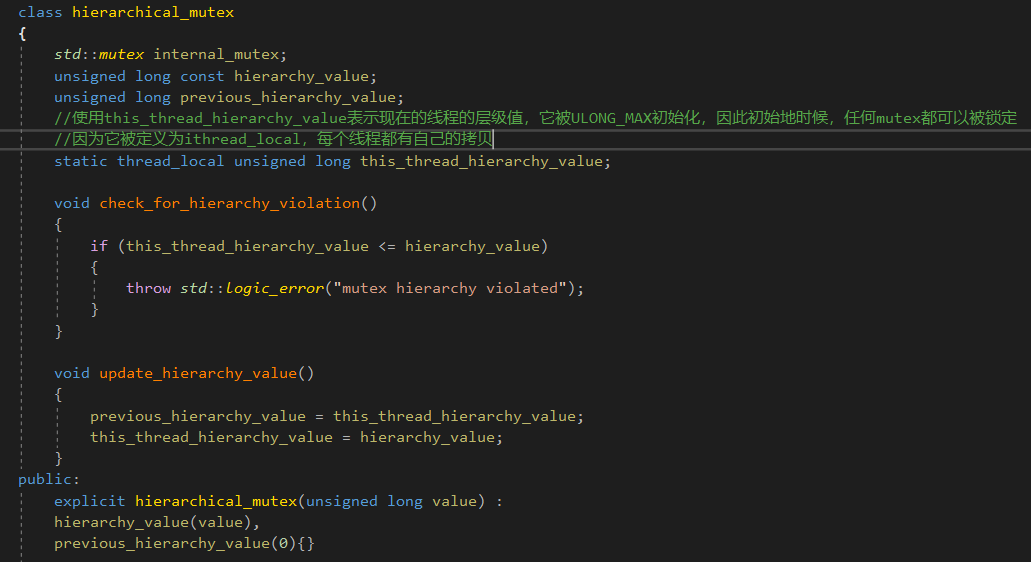 class hierarchical_mutex
{
std::mutex internal_mutex;
unsigned long const hierarchy_value;
unsigned long previous_hierarchy_value;
//使用this_thread_hierarchy_value表示现在的线程的层级值，它被ULONG_MAX初始化，因此初始地时候，任何mutex都可以被锁定
//因为它被定义为ithread_local，每个线程都有自己的拷贝
static thread_local unsigned long this_thread_hierarchy_value;
void check_for_hierarchy_violation()
{
if (this_thread_hierarchy_value <= hierarchy_value)
{
throw std::logic_error("mutex hierarchy violated");
}
}
void update_hierarchy_value()
{
previous_hierarchy_value = this_thread_hierarchy_value;
this_thread_hierarchy_value = hierarchy_value;
}
public:
explicit hierarchical_mutex(unsigned long value) :
hierarchy_value(value),
previous_hierarchy_value(0){}